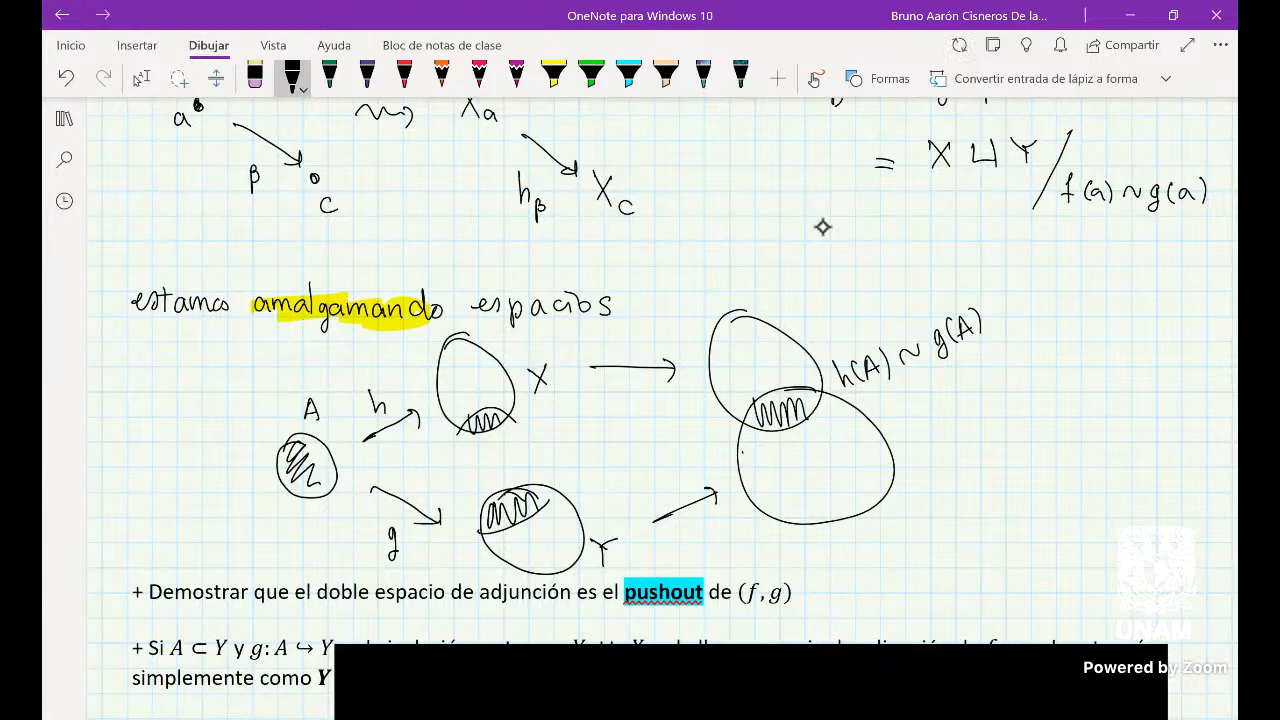 OneNote para Windows 10
Bruno Aarón Cisneros De la...
Inicio Insertar Dibujar Vista Ayuda Bloc de notas de clase
Compartir
Formas
Convertir entrada de lápiz a forma
a
X_a
β
C
h_β
X_C
= X ⊔ Y / f(a) ~ g(a)
estamos amalgamando espacios
A
h
X
h(A) ~ g(A)
g
Y
+ Demostrar que el doble espacio de adjunción es el pushout de (f, g)
+ Si A ⊂ Y y g: A ↪ Y
simplemente como Y
UNAM
Powered by Zoom